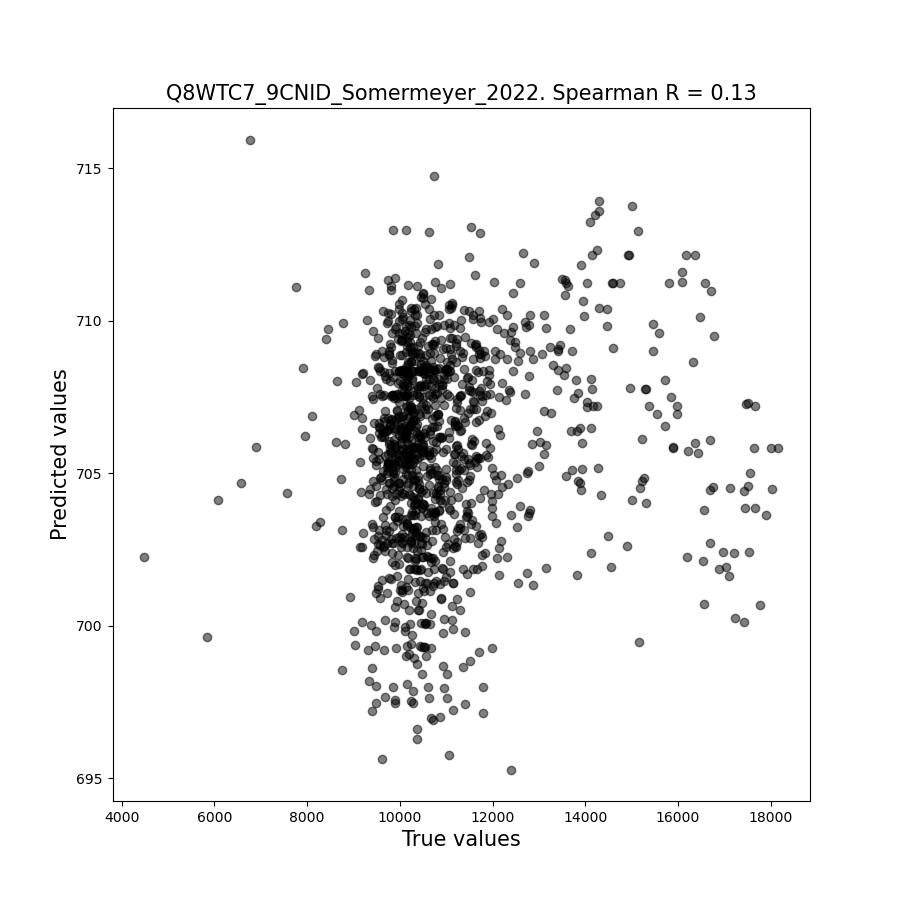 Q8WTC7_9CNID_Somermeyer_2022. Spearman R = 0.13
715
710
705
700
695
Predicted values
4000 6000 8000 10000 12000 14000 16000 18000
True values